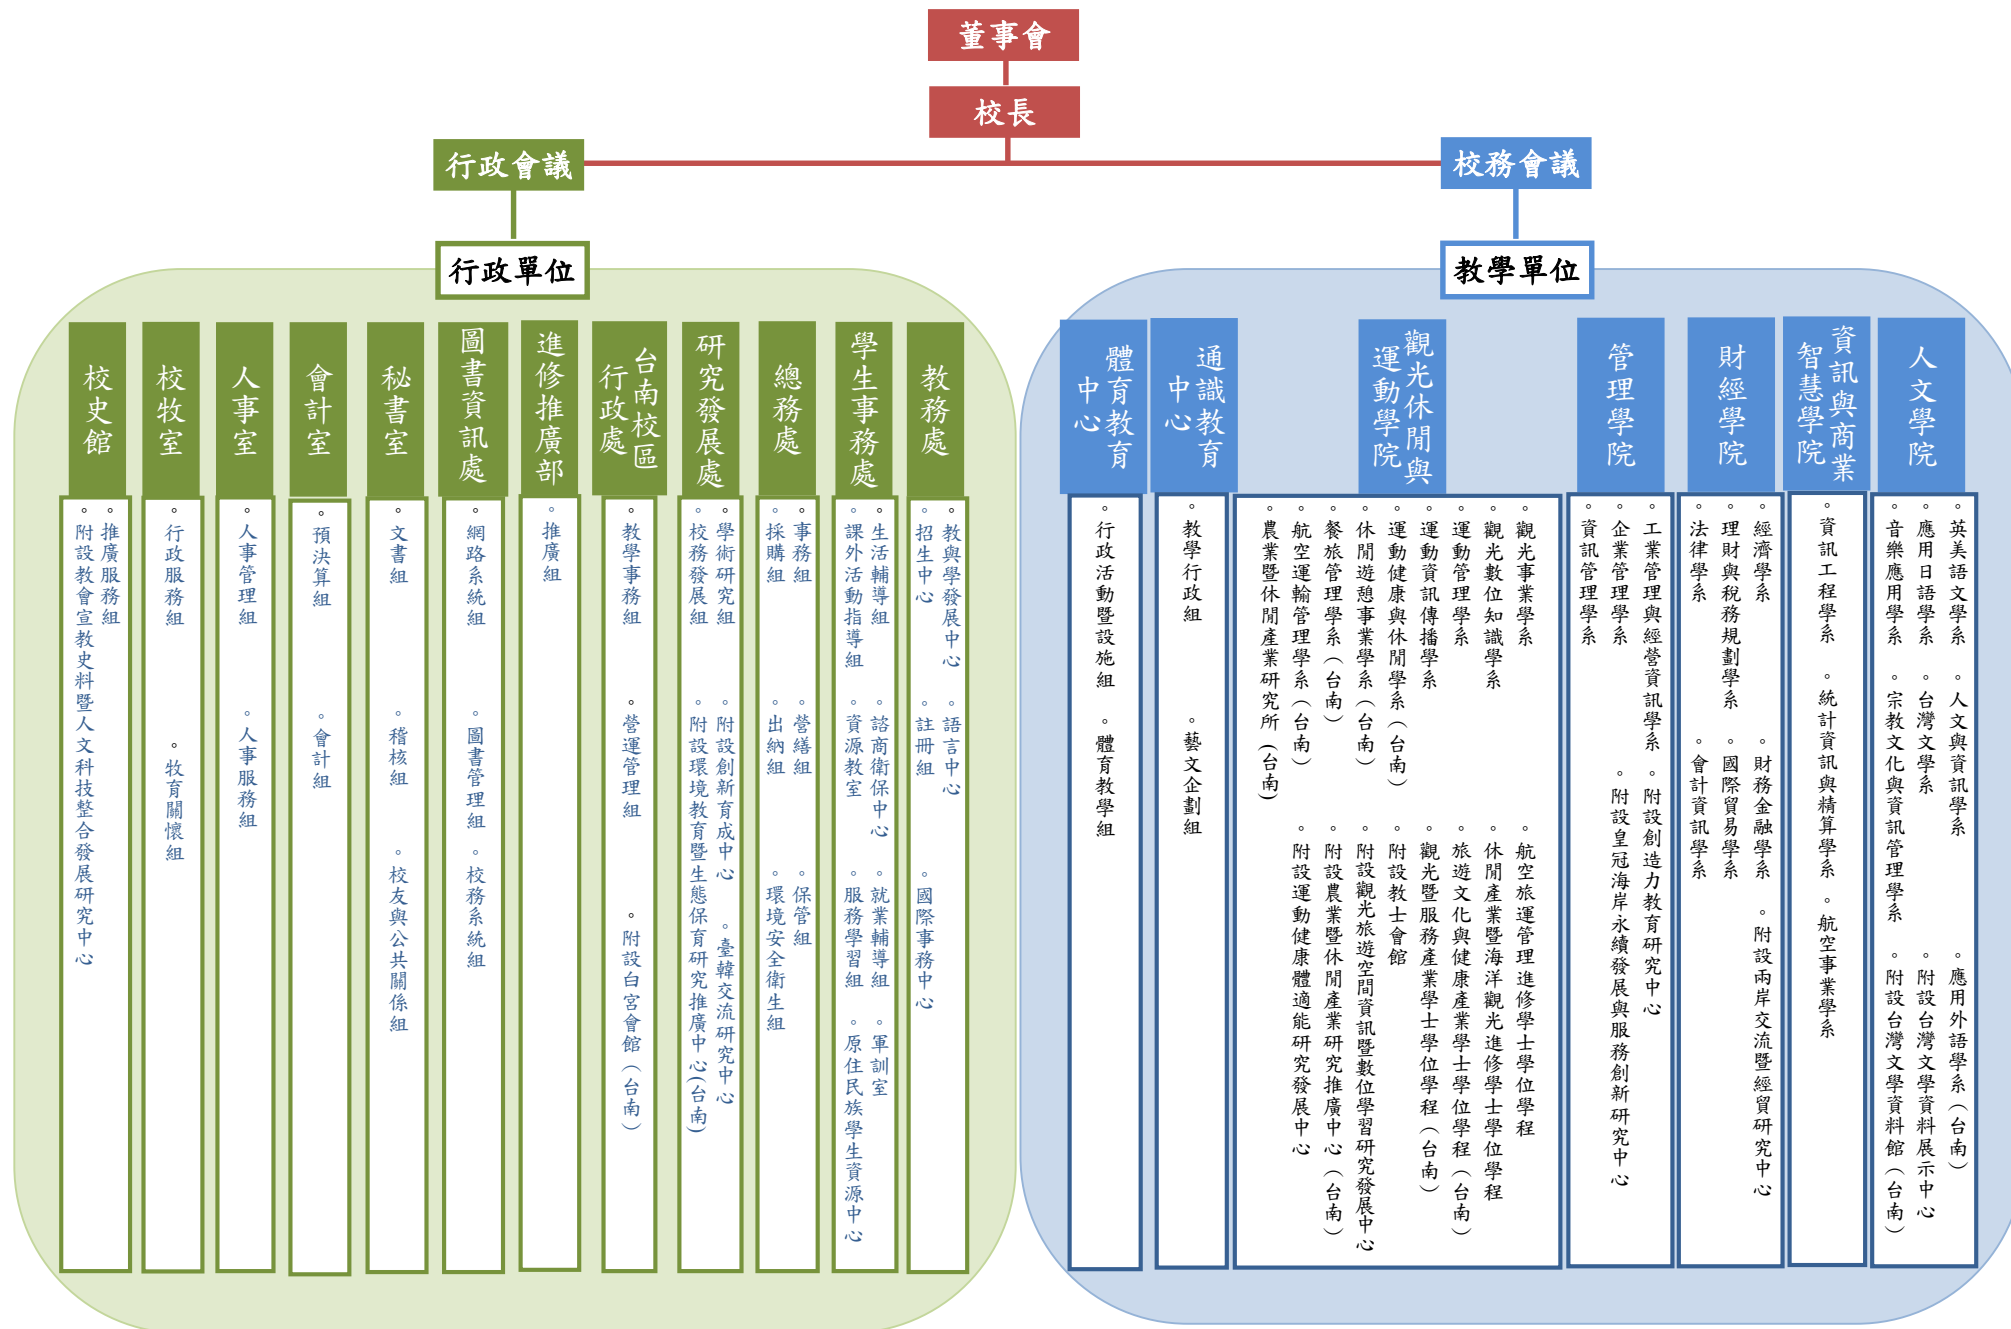 董事會
校長
行政會議
校務會議
行政單位
教學單位
人文學院
。英美語文學系
。人文與資訊學系
。應用外語學系（台南）
。應用日語學系
。台灣文學系
。附設台灣文學資料展示中心
。音樂應用學系
。宗教文化與資訊管理學系
。附設台灣文學資料館（台南）
資訊與商業
智慧學院
。資訊工程學系
。統計資訊與精算學系
。航空事業學系
財經學院
。經濟學系
。財務金融學系
。附設兩岸交流暨經貿研究中心
。理財與稅務規劃學系
。國際貿易學系
。法律學系
。會計資訊學系
管理學院
。工業管理與經營資訊學系
。附設創造力教育研究中心
。企業管理學系
。附設皇冠海岸永續發展與服務創新研究中心
。資訊管理學系
觀光休閒與
運動學院
。觀光事業學系
。航空旅運管理進修學士學位學程
。觀光數位知識學系
。休閒產業暨海洋觀光進修學士學位學程
。運動管理學系
。旅遊文化與健康產業學士學位學程（台南）
。運動資訊傳播學系
。觀光暨服務產業學士學位學程（台南）
。運動健康與休閒學系（台南）
。附設教士會館
。休閒遊憩事業學系（台南）
。附設觀光旅遊空間資訊暨數位學習研究發展中心
。餐旅管理學系（台南）
。附設農業暨休閒產業研究推廣中心（台南）
。航空運輸管理學系（台南）
。附設運動健康體適能研究發展中心
。農業暨休閒產業研究所（台南）
通識教育
中心
。教學行政組
。藝文企劃組
體育教育
中心
。行政活動暨設施組
。體育教學組
教務處
。教與學發展中心
。語言中心
。招生中心
。註冊組
。國際事務中心
學生事務處
。生活輔導組
。諮商衛保中心
。就業輔導組
。軍訓室
。課外活動指導組
。資源教室
。服務學習組
。原住民族學生資源中心
總務處
。事務組
。營繕組
。保管組
。採購組
。出納組
。環境安全衛生組
研究發展處
。學術研究組
。附設創新育成中心
。臺韓交流研究中心
。校務發展組
。附設環境教育暨生態保育研究推廣中心(台南)
台南校區
行政處
。教學事務組
。營運管理組
。附設白宮會館（台南）
進修推廣部
。推廣組
圖書資訊處
。網路系統組
。圖書管理組
。校務系統組
秘書室
。文書組
。稽核組
。校友與公共關係組
會計室
。預決算組
。會計組
人事室
。人事管理組
。人事服務組
校牧室
。行政服務組
。牧育關懷組
校史館
。推廣服務組
。附設教會宣教史料暨人文科技整合發展研究中心